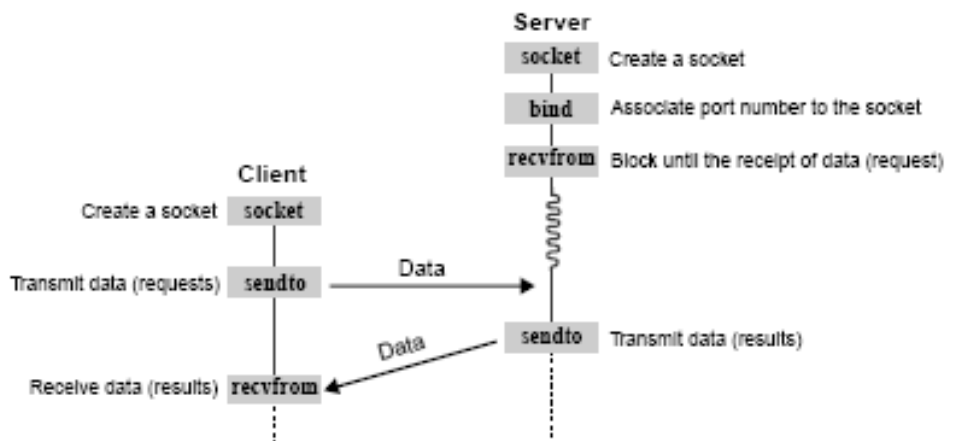 Server
socket Create a socket
bind Associate port number to the socket
recvfrom Block until the receipt of data (request)
Client
Create a socket socket
Transmit data (requests) sendto Data
sendto Transmit data (results)
Data
Receive data (results) recvfrom